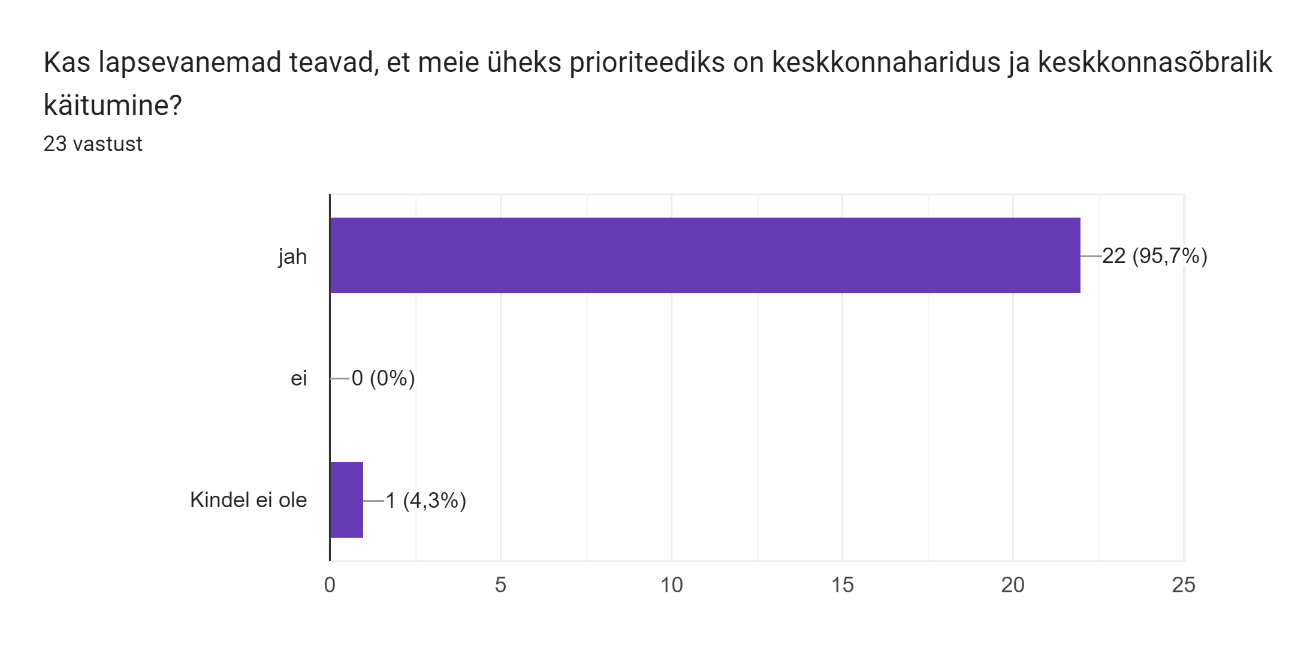 Kas lapsevanemad teavad, et meie üheks prioriteediks on keskkonnaharidus ja keskkonnasõbralik
käitumine?
23 vastust
jah
22 (95,7%)
ei
0 (0%)
Kindel ei ole
1 (4,3%)
0
5
10
15
20
25